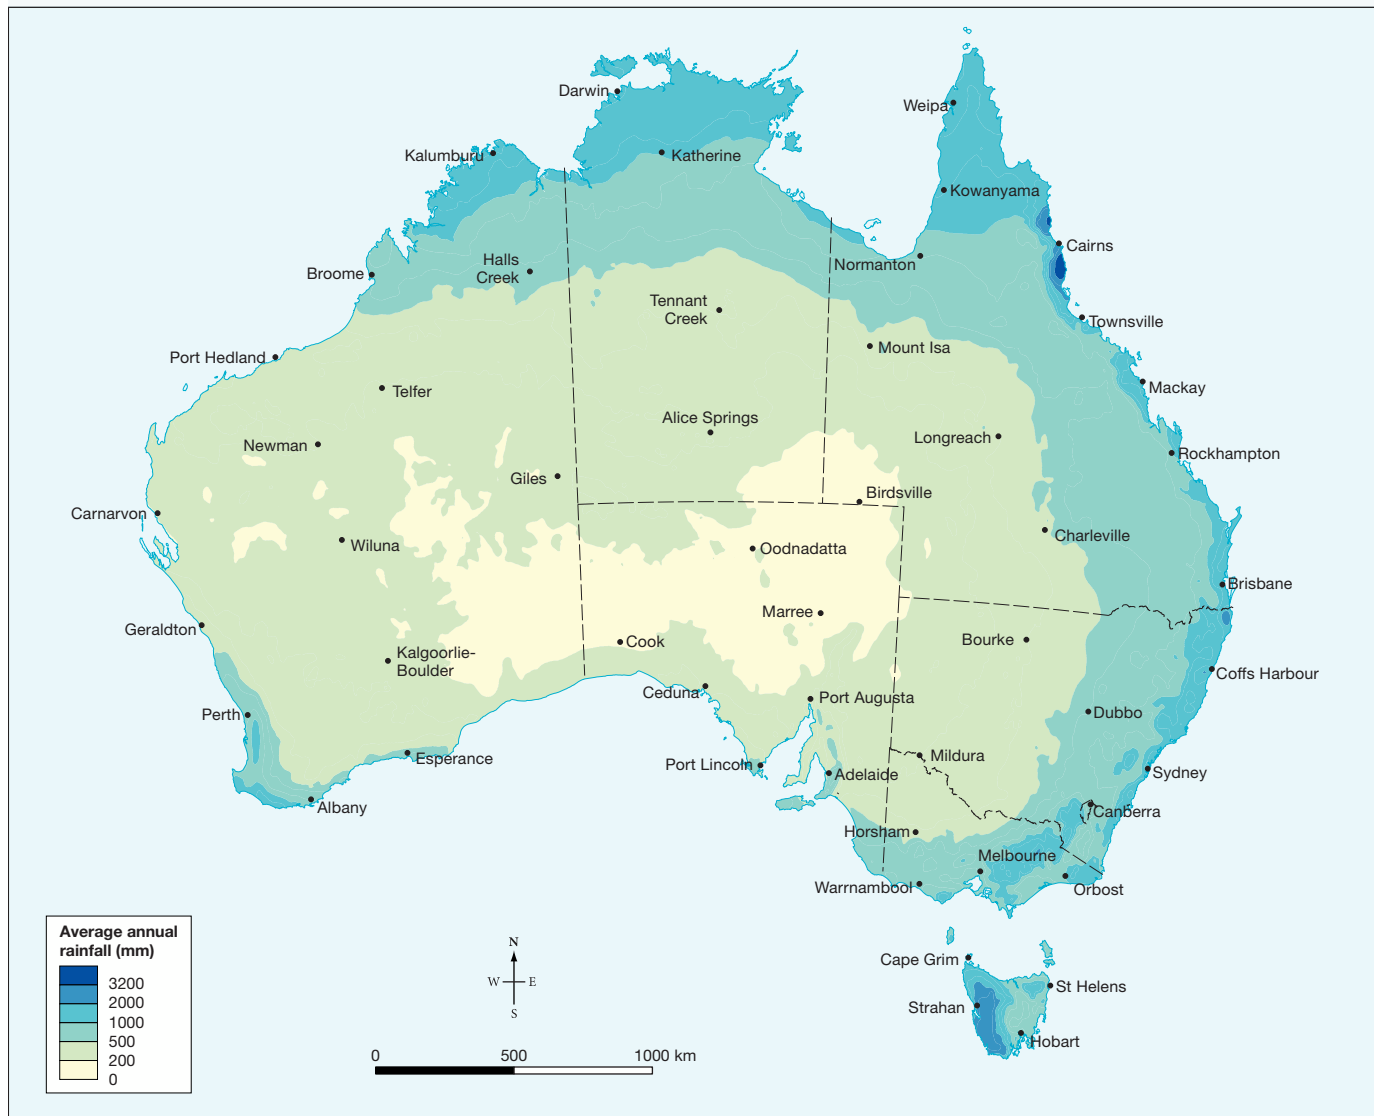 Darwin
Weipa
Kalumburu
Katherine
Kowanyama
Cairns
Normanton
Halls
Creek
Broome
Tennant
Creek
Townsville
Mount Isa
Port Hedland
Telfer
Mackay
Alice Springs
Longreach
Newman
Rockhampton
Giles
Birdsville
Carnarvon
Charleville
Wiluna
Oodnadatta
Brisbane
Marree
Geraldton
Cook
Bourke
Kalgoorlie-
Boulder
Coffs Harbour
Ceduna
Port Augusta
Perth
Dubbo
Esperance
Port Lincoln
Mildura
Adelaide
Sydney
Albany
Canberra
Horsham
Melbourne
Warrnambool
Orbost
Average annual
rainfall (mm)
3200
2000
1000
500
200
0
N
W E
S
Cape Grim
St Helens
Strahan
Hobart
0 500 1000 km